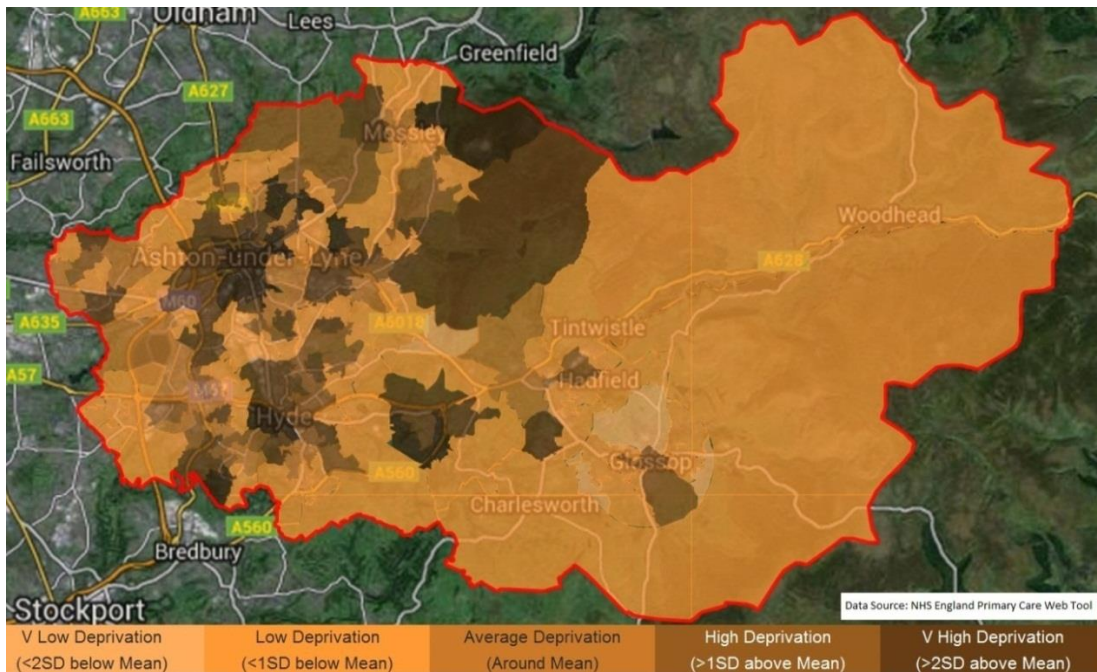 A663
Oldham
Lees
Greenfield
A627
A663
Mossley
Failsworth
Woodhead
Ashton-under-Lyne
A628
M60
A635
A6018
Tintwistle
A57
Hadfield
Hyde
Glossop
A560
Charlesworth
A560
Bredbury
Stockport
Data Source: NHS England Primary Care Web Tool
V Low Deprivation
(<2SD below Mean)
Low Deprivation
(<1SD below Mean)
Average Deprivation
(Around Mean)
High Deprivation
(>1SD above Mean)
V High Deprivation
(>2SD above Mean)